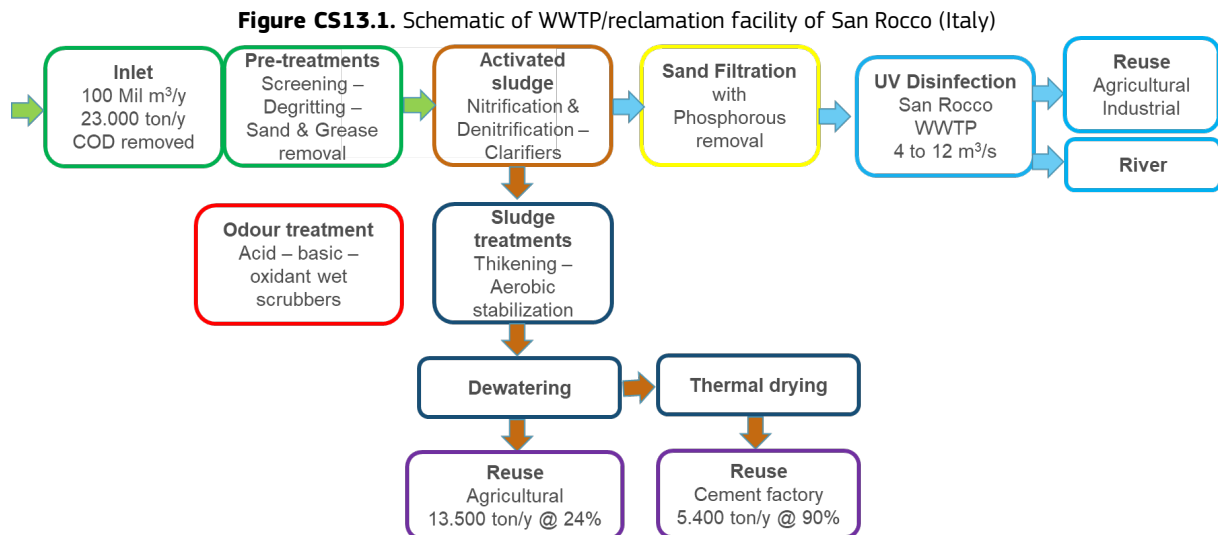 Figure CS13.1. Schematic of WWTP/reclamation facility of San Rocco (Italy)
Inlet
100 Mil m³/y
23.000 ton/y
COD removed
Pre-treatments
Screening –
Degritting –
Sand & Grease
removal
Activated
sludge
Nitrification &
Denitrification –
Clarifiers
Sand Filtration
with
Phosphorous
removal
UV Disinfection
San Rocco
WWTP
4 to 12 m³/s
Reuse
Agricultural
Industrial
River
Odour treatment
Acid – basic –
oxidant wet
scrubbers
Sludge
treatments
Thikening –
Aerobic
stabilization
Dewatering
Thermal drying
Reuse
Agricultural
13.500 ton/y @ 24%
Reuse
Cement factory
5.400 ton/y @ 90%